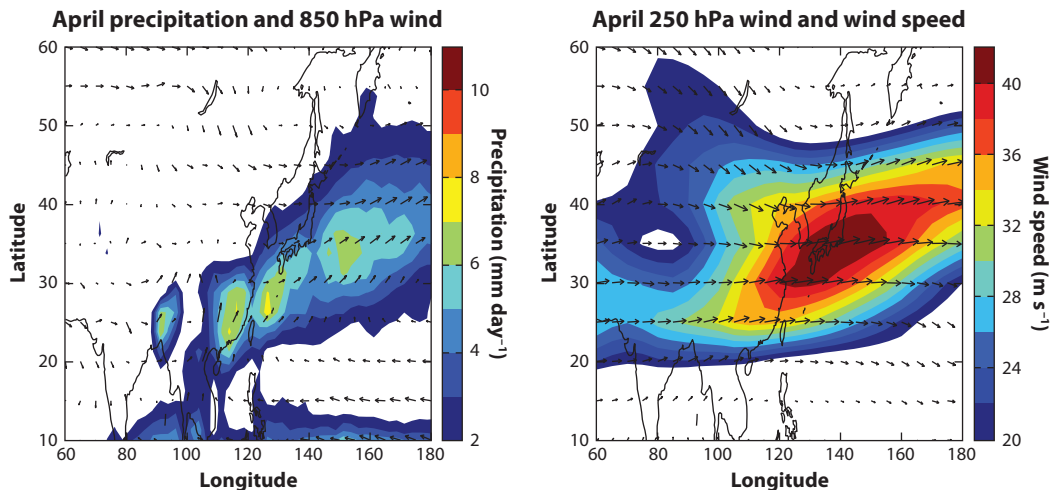 April precipitation and 850 hPa wind
60
50
40
30
20
10
Latitude
60 80 100 120 140 160 180
Longitude
10
8
6
4
2
Precipitation (mm day⁻¹)
April 250 hPa wind and wind speed
60
50
40
30
20
10
Latitude
60 80 100 120 140 160 180
Longitude
40
36
32
28
24
20
Wind speed (m s⁻¹)